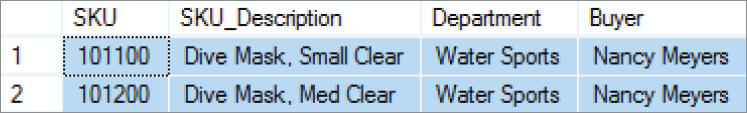 SKU SKU_Description Department Buyer
1 101100 Dive Mask, Small Clear Water Sports Nancy Meyers
2 101200 Dive Mask, Med Clear Water Sports Nancy Meyers